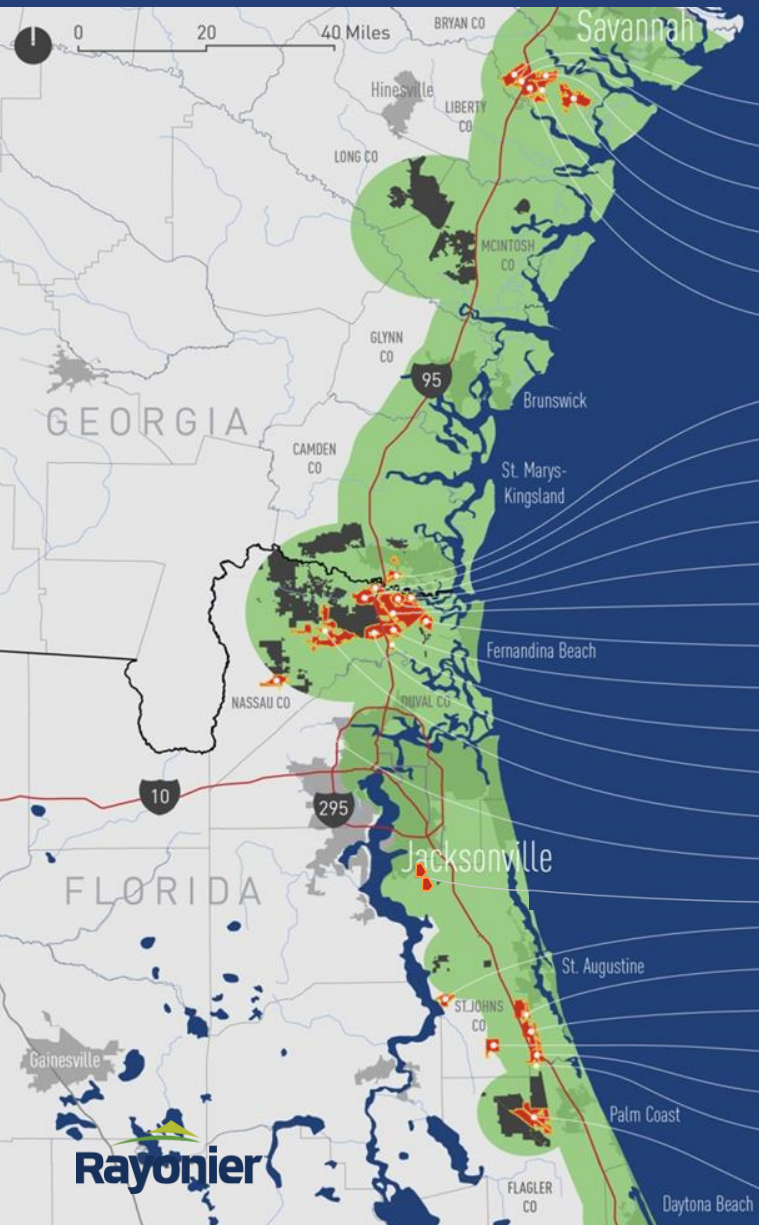 0 20 40 Miles
BRYAN CO
Savannah
Hinesville
LIBERTY
CO
LONG CO
MCINTOSH
CO
GLYNN
CO
95
Brunswick
GEORGIA
CAMDEN
CO
St. Marys-
Kingsland
Fernandina Beach
NASSAU CO
DUVAL CO
10
295
Jacksonville
FLORIDA
St. Augustine
ST.JOHNS
CO
Gainesville
Palm Coast
Rayonier
FLAGLER
CO
Daytona Beach